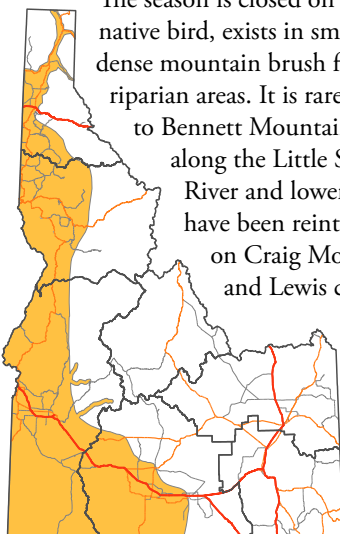 The season is closed on
native bird, exists in sm
dense mountain brush f
riparian areas. It is rare
to Bennett Mountai
along the Little S
River and lower
have been reint
on Craig Mo
and Lewis c